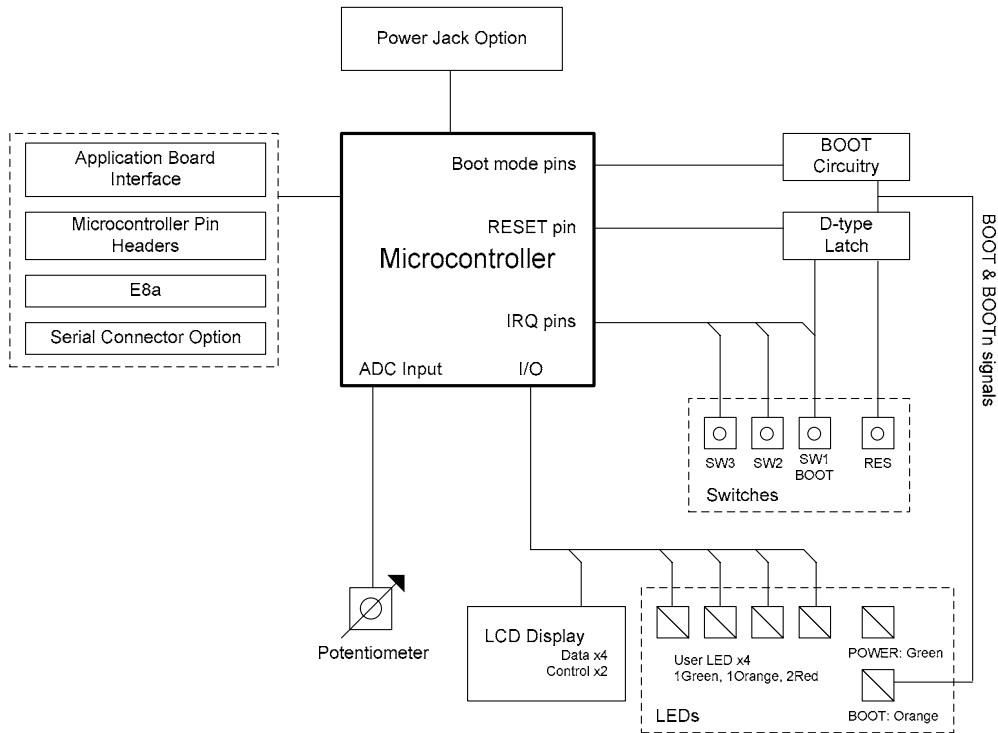 Power Jack Option
Application Board
Interface
Microcontroller Pin
Headers
E8a
Serial Connector Option
Boot mode pins
RESET pin
Microcontroller
IRQ pins
ADC Input
I/O
BOOT
Circuitry
D-type
Latch
BOOT & BOOTn signals
SW3
SW2
SW1
BOOT
RES
Switches
Potentiometer
LCD Display
Data x4
Control x2
User LED x4
1Green, 1Orange, 2Red
POWER: Green
BOOT: Orange
LEDs